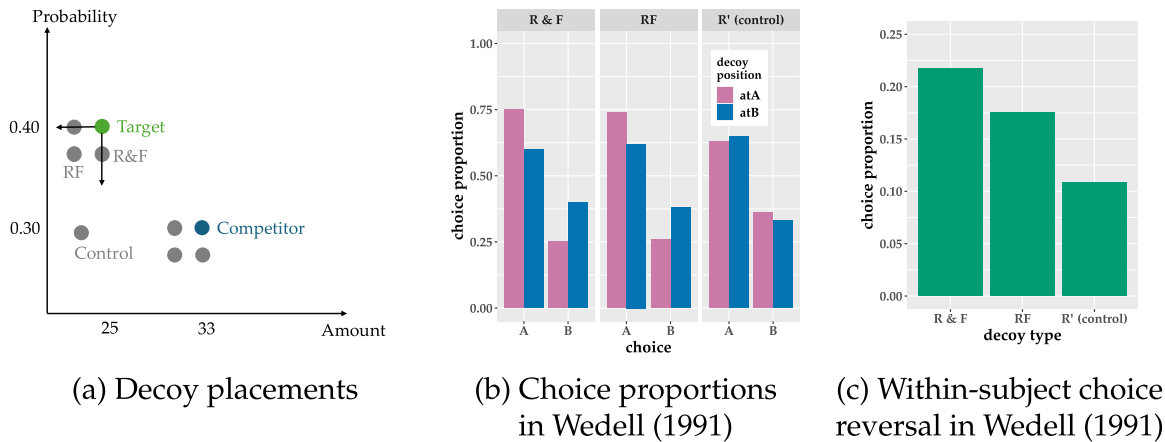 Probability
0.40
Target
RF
R&F
0.30
Competitor
Control
25
33
Amount
(a) Decoy placements
R & F
RF
R' (control)
1.00
0.75
0.50
0.25
0.00
choice proportion
decoy
position
atA
atB
A
B
A
B
A
B
choice
(b) Choice proportions
in Wedell (1991)
0.25
0.20
0.15
0.10
0.05
0.00
choice proportion
R & F
RF
R' (control)
decoy type
(c) Within-subject choice
reversal in Wedell (1991)